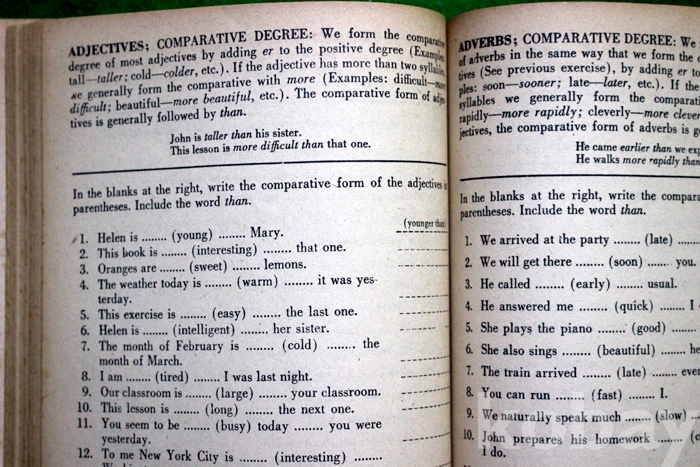 ADJECTIVES; COMPARATIVE DEGREE: We form the comparative
degree of most adjectives by adding er to the positive degree (Examples:
tall—taller; cold—colder, etc.). If the adjective has more than two syllables,
we generally form the comparative with more (Examples: difficult—more
difficult; beautiful—more beautiful, etc.). The comparative form of adjec-
tives is generally followed by than.
John is taller than his sister.
This lesson is more difficult than that one.
In the blanks at the right, write the comparative form of the adjectives in
parentheses. Include the word than.
(younger than)
1. Helen is ........ (young) ........ Mary.
2. This book is ........ (interesting) ........ that one.
3. Oranges are ........ (sweet) ........ lemons.
4. The weather today is ........ (warm) ........ it was yes-
terday.
5. This exercise is ........ (easy) ........ the last one.
6. Helen is ........ (intelligent) ........ her sister.
7. The month of February is ........ (cold) ........ the
month of March.
8. I am ........ (tired) ........ I was last night.
9. Our classroom is ........ (large) ........ your classroom.
10. This lesson is ........ (long) ........ the next one.
11. You seem to be ........ (busy) today ........ you were
yesterday.
12. To me New York City is ........ (interesting) ........
ADVERBS; COMPARATIVE DEGREE: We
of adverbs in the same way that we form the
tives (See previous exercise), by adding er to
ples: soon—sooner; late—later, etc.). If the
syllables we generally form the comparati
rapidly—more rapidly; cleverly—more clever
jectives, the comparative form of adverbs is g
He came earlier than we exp
He walks more rapidly than
In the blanks at the right, write the compara
parentheses. Include the word than.
1. We arrived at the party ........ (late) ........
2. We will get there ........ (soon) ........ you.
3. He called ........ (early) ........ usual.
4. He answered me ........ (quick) ........ I
5. She plays the piano ........ (good) ........
6. She also sings ........ (beautiful) ........ he
7. The train arrived ........ (late) ........ ever
8. You can run ........ (fast) ........ I.
9. We naturally speak much ........ (slow) ...
10. John prepares his homework ........ (c
I do.